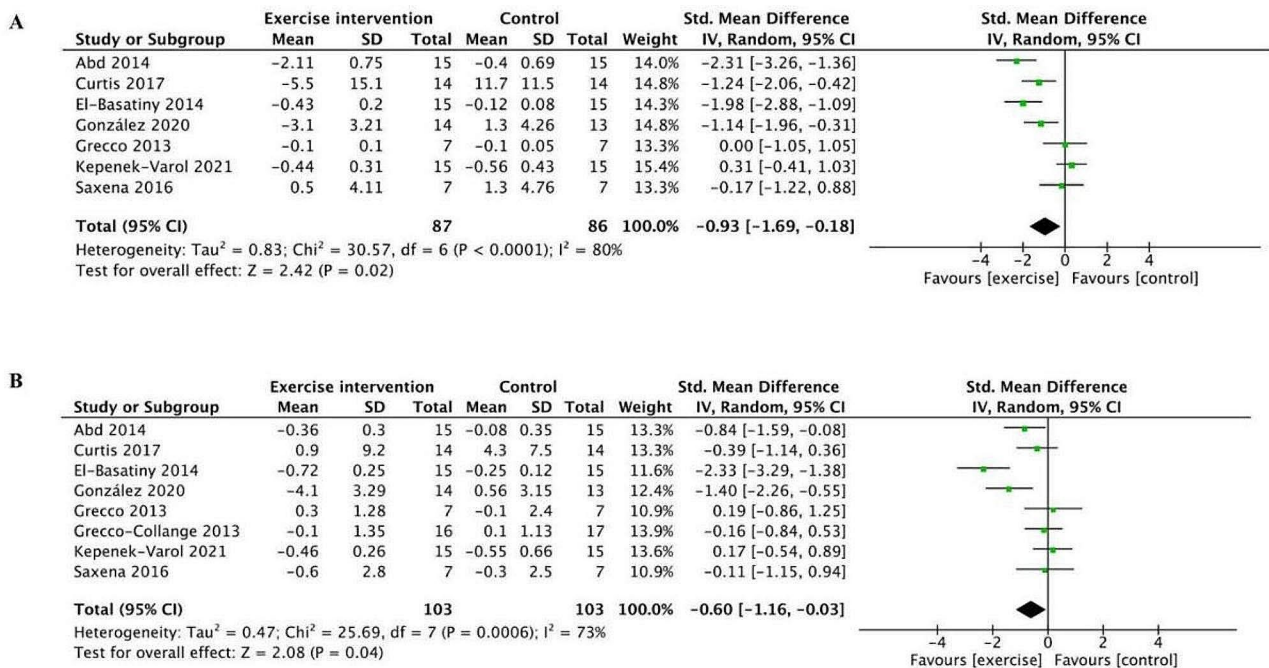 A
Exercise intervention Control Std. Mean Difference Std. Mean Difference
Study or Subgroup Mean SD Total Mean SD Total Weight IV, Random, 95% CI IV, Random, 95% CI
Abd 2014 -2.11 0.75 15 -0.4 0.69 15 14.0% -2.31 [-3.26, -1.36]
Curtis 2017 -5.5 15.1 14 11.7 11.5 14 14.8% -1.24 [-2.06, -0.42]
El-Basatiny 2014 -0.43 0.2 15 -0.12 0.08 15 14.3% -1.98 [-2.88, -1.09]
González 2020 -3.1 3.21 14 1.3 4.26 13 14.8% -1.14 [-1.96, -0.31]
Grecco 2013 -0.1 0.1 7 -0.1 0.05 7 13.3% 0.00 [-1.05, 1.05]
Kepenek-Varol 2021 -0.44 0.31 15 -0.56 0.43 15 15.4% 0.31 [-0.41, 1.03]
Saxena 2016 0.5 4.11 7 1.3 4.76 7 13.3% -0.17 [-1.22, 0.88]
Total (95% CI) 87 86 100.0% -0.93 [-1.69, -0.18]
Heterogeneity: Tau² = 0.83; Chi² = 30.57, df = 6 (P < 0.0001); I² = 80%
Test for overall effect: Z = 2.42 (P = 0.02)
-4 -2 0 2 4
Favours [exercise] Favours [control]
B
Exercise intervention Control Std. Mean Difference Std. Mean Difference
Study or Subgroup Mean SD Total Mean SD Total Weight IV, Random, 95% CI IV, Random, 95% CI
Abd 2014 -0.36 0.3 15 -0.08 0.35 15 13.3% -0.84 [-1.59, -0.08]
Curtis 2017 0.9 9.2 14 4.3 7.5 14 13.3% -0.39 [-1.14, 0.36]
El-Basatiny 2014 -0.72 0.25 15 -0.25 0.12 15 11.6% -2.33 [-3.29, -1.38]
González 2020 -4.1 3.29 14 0.56 3.15 13 12.4% -1.40 [-2.26, -0.55]
Grecco 2013 0.3 1.28 7 -0.1 2.4 7 10.9% 0.19 [-0.86, 1.25]
Grecco-Collange 2013 -0.1 1.35 16 0.1 1.13 17 13.9% -0.16 [-0.84, 0.53]
Kepenek-Varol 2021 -0.46 0.26 15 -0.55 0.66 15 13.6% 0.17 [-0.54, 0.89]
Saxena 2016 -0.6 2.8 7 -0.3 2.5 7 10.9% -0.11 [-1.15, 0.94]
Total (95% CI) 103 103 100.0% -0.60 [-1.16, -0.03]
Heterogeneity: Tau² = 0.47; Chi² = 25.69, df = 7 (P = 0.0006); I² = 73%
Test for overall effect: Z = 2.08 (P = 0.04)
-4 -2 0 2 4
Favours [exercise] Favours [control]